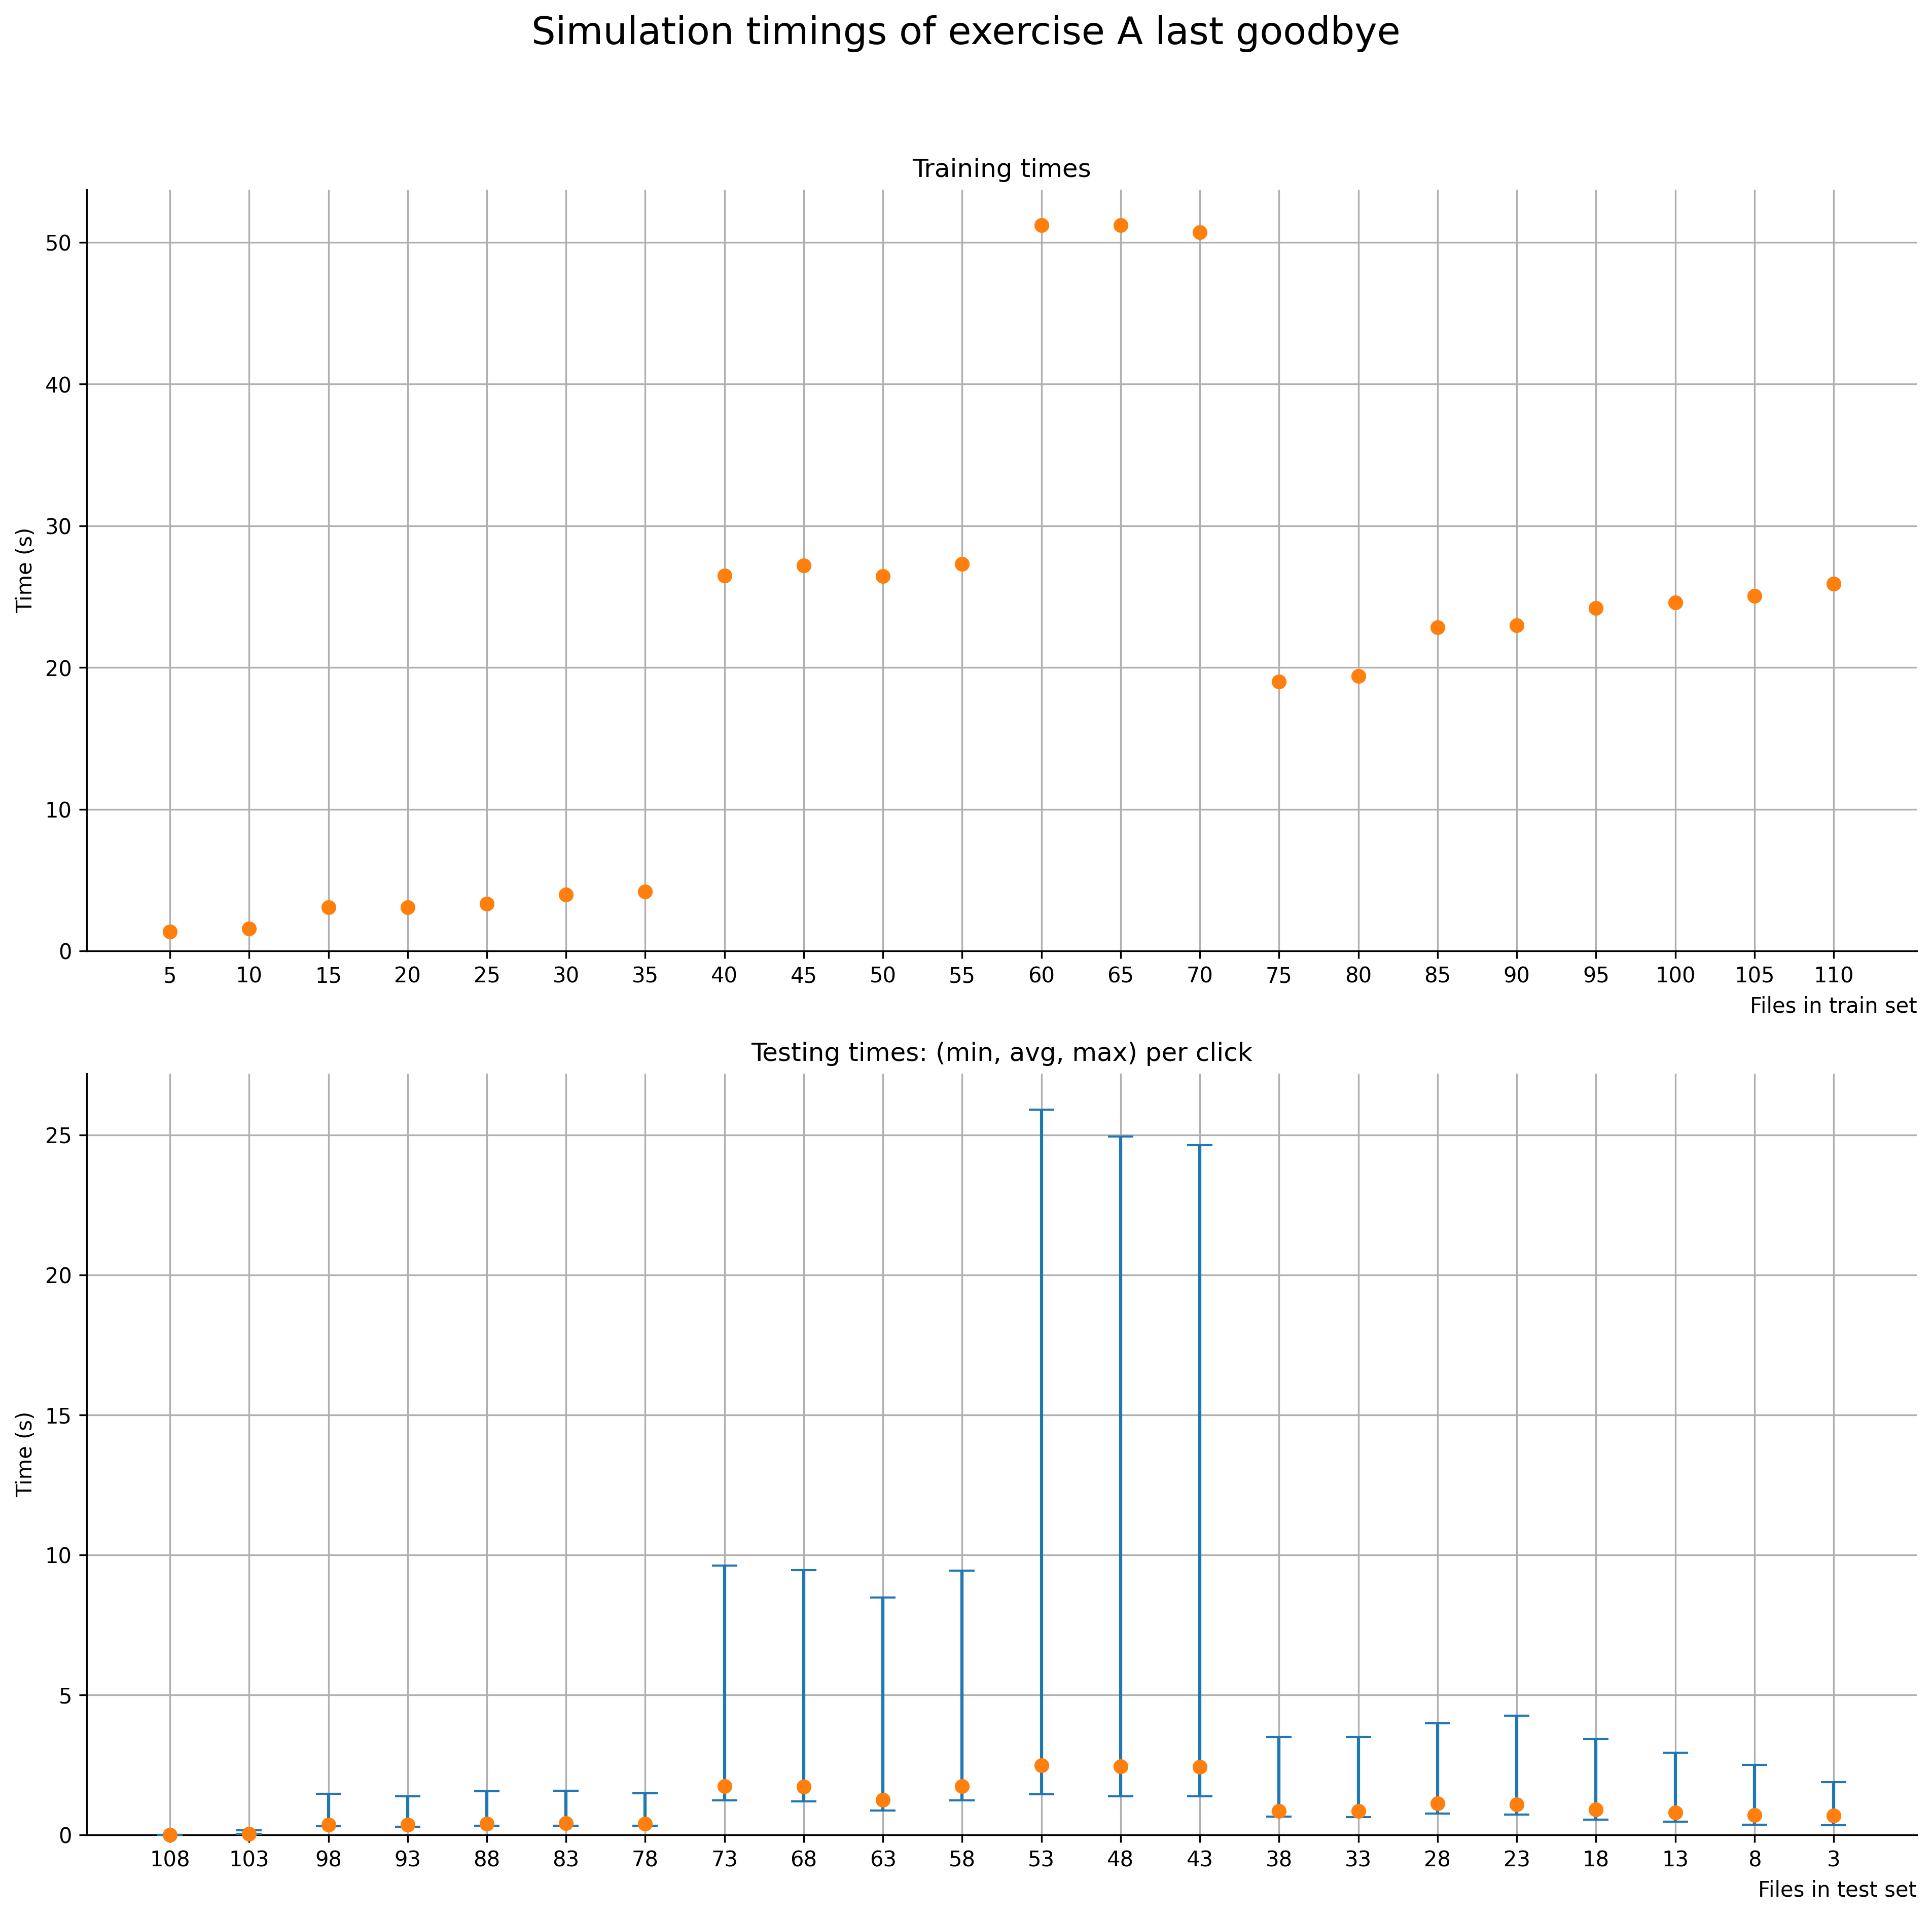 Simulation timings of exercise A last goodbye
Training times
50
40
30
20
10
0
Time (s)
5 10 15 20 25 30 35 40 45 50 55 60 65 70 75 80 85 90 95 100 105 110
Files in train set
Testing times: (min, avg, max) per click
25
20
15
10
5
0
Time (s)
108 103 98 93 88 83 78 73 68 63 58 53 48 43 38 33 28 23 18 13 8 3
Files in test set